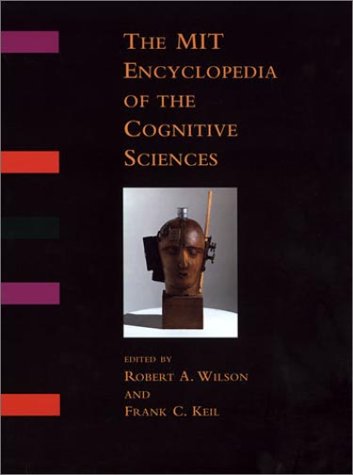 THE MIT
ENCYCLOPEDIA
OF THE
COGNITIVE
SCIENCES
EDITED BY
ROBERT A. WILSON
AND
FRANK C. KEIL